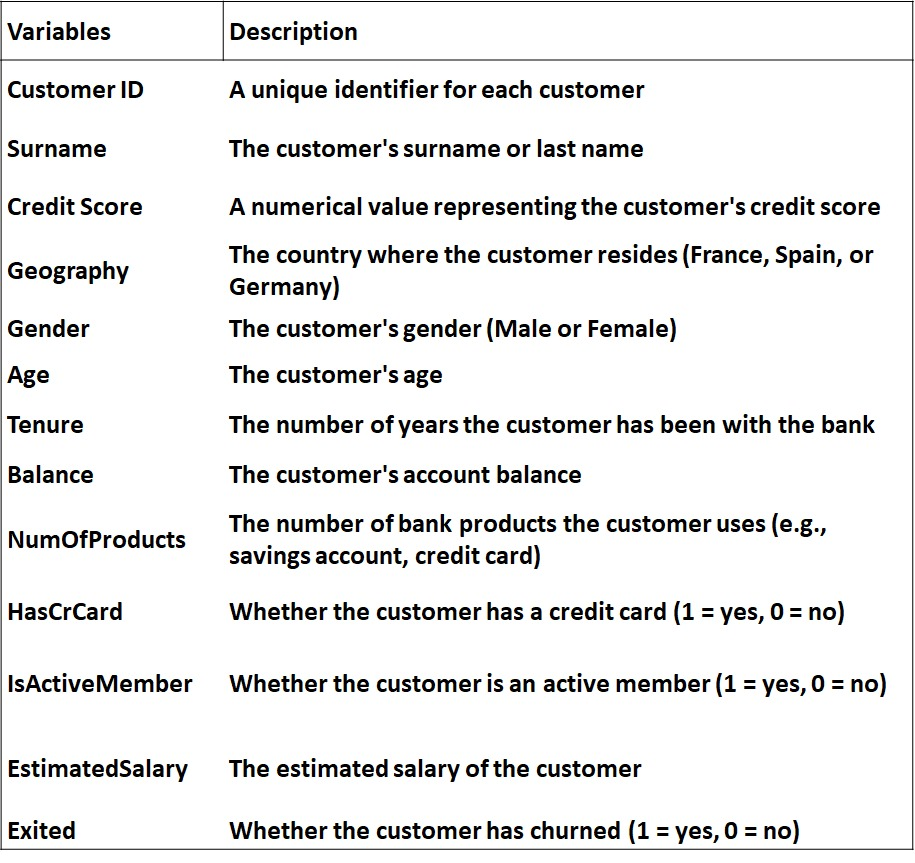 Variables Description
Customer ID A unique identifier for each customer
Surname The customer's surname or last name
Credit Score A numerical value representing the customer's credit score
Geography The country where the customer resides (France, Spain, or
Germany)
Gender The customer's gender (Male or Female)
Age The customer's age
Tenure The number of years the customer has been with the bank
Balance The customer's account balance
NumOfProducts The number of bank products the customer uses (e.g.,
savings account, credit card)
HasCrCard Whether the customer has a credit card (1 = yes, 0 = no)
IsActiveMember Whether the customer is an active member (1 = yes, 0 = no)
EstimatedSalary The estimated salary of the customer
Exited Whether the customer has churned (1 = yes, 0 = no)